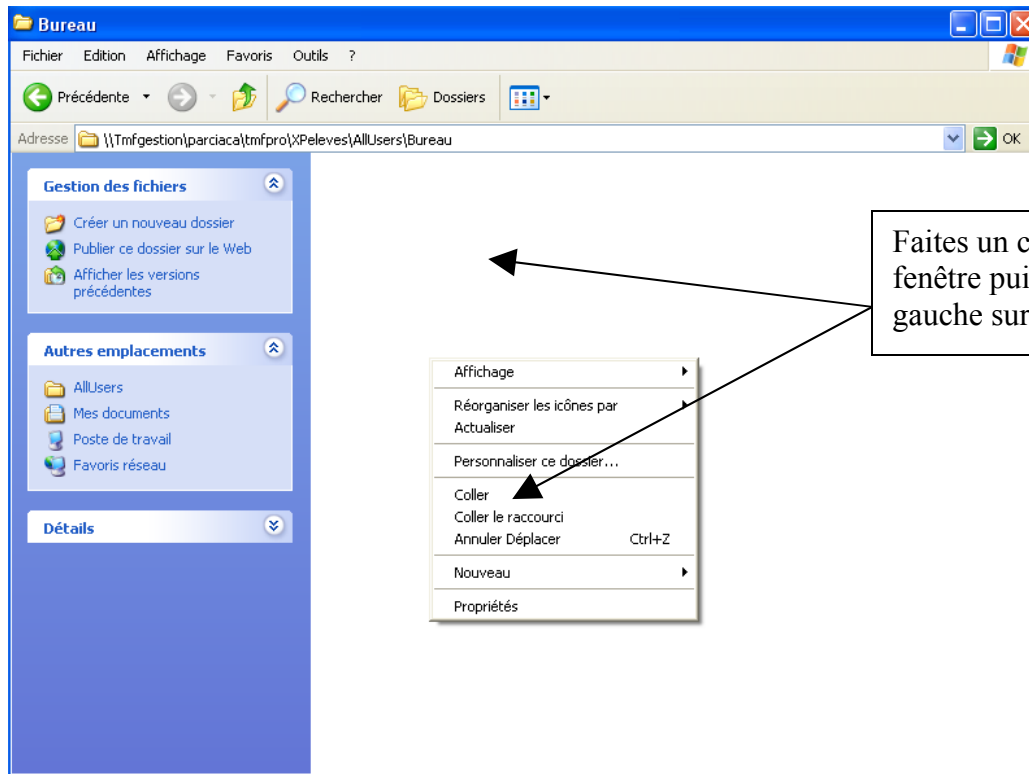 Bureau
Fichier Edition Affichage Favoris Outils ?
Précédente Rechercher Dossiers
Adresse \\Tmfgestion\parciaca\tmfpro\XPeleves\AllUsers\Bureau OK
Gestion des fichiers
Créer un nouveau dossier
Publier ce dossier sur le Web
Afficher les versions
précédentes
Autres emplacements
AllUsers
Mes documents
Poste de travail
Favoris réseau
Détails
Faites un c
fenêtre pui
gauche sur
Affichage
Réorganiser les icônes par
Actualiser
Personnaliser ce dossier...
Coller
Coller le raccourci
Annuler Déplacer Ctrl+Z
Nouveau
Propriétés